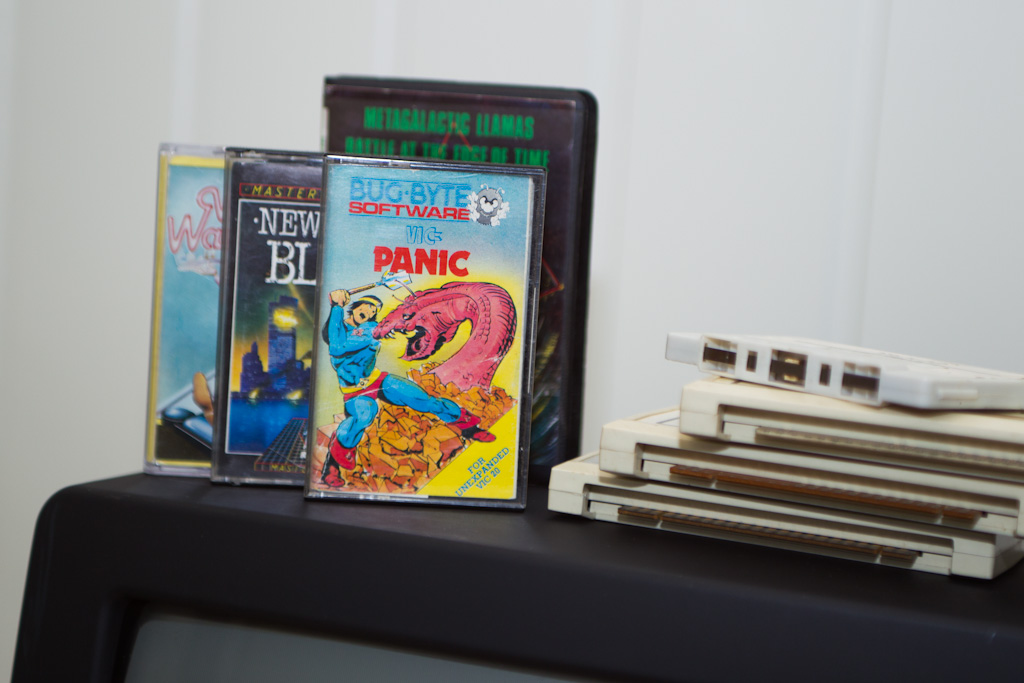 METAGALACTIC LLAMAS
BATTLE AT THE EDGE OF TIME
MASTER
NEW
BL
BUG-BYTE
SOFTWARE
VIC-
PANIC
FOR
UNEXPANDED
VIC 20
MAST